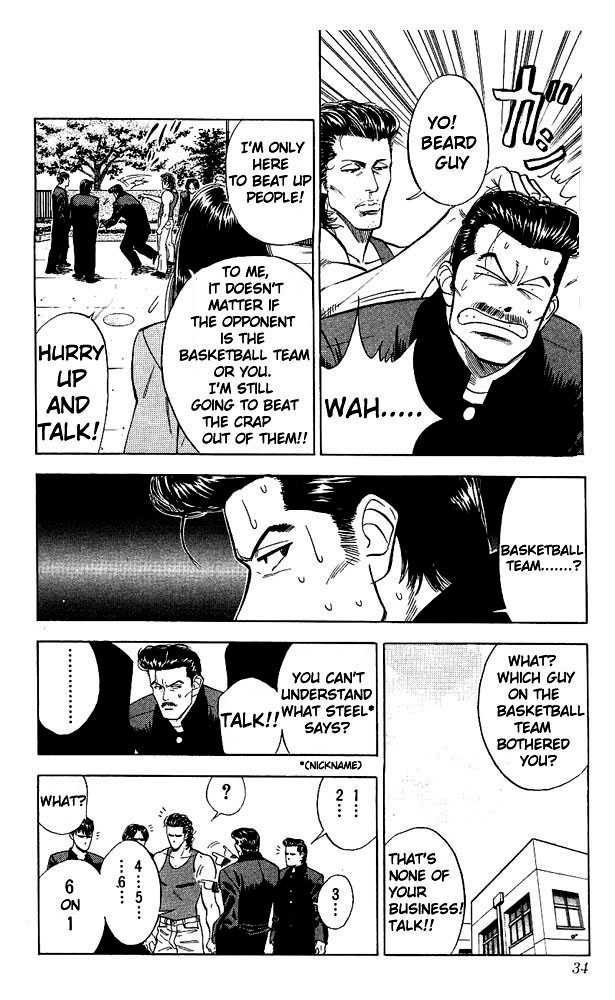 YO!
BEARD
GUY
ガッ
WAH.....
I'M ONLY
HERE
TO BEAT UP
PEOPLE!
TO ME,
IT DOESN'T
MATTER IF
THE OPPONENT
IS THE
BASKETBALL TEAM
OR YOU.
I'M STILL
GOING TO BEAT
THE CRAP
OUT OF THEM!!
HURRY
UP
AND
TALK!
BASKETBALL
TEAM.......?
WHAT?
WHICH GUY
ON THE
BASKETBALL
TEAM
BOTHERED
YOU?
THAT'S
NONE OF
YOUR
BUSINESS!
TALK!!
YOU CAN'T
UNDERSTAND
WHAT STEEL*
SAYS?
TALK!!
..........
*(NICKNAME)
1
2
......
?
3
...
4
5
6
......
WHAT?
6
ON
1
34